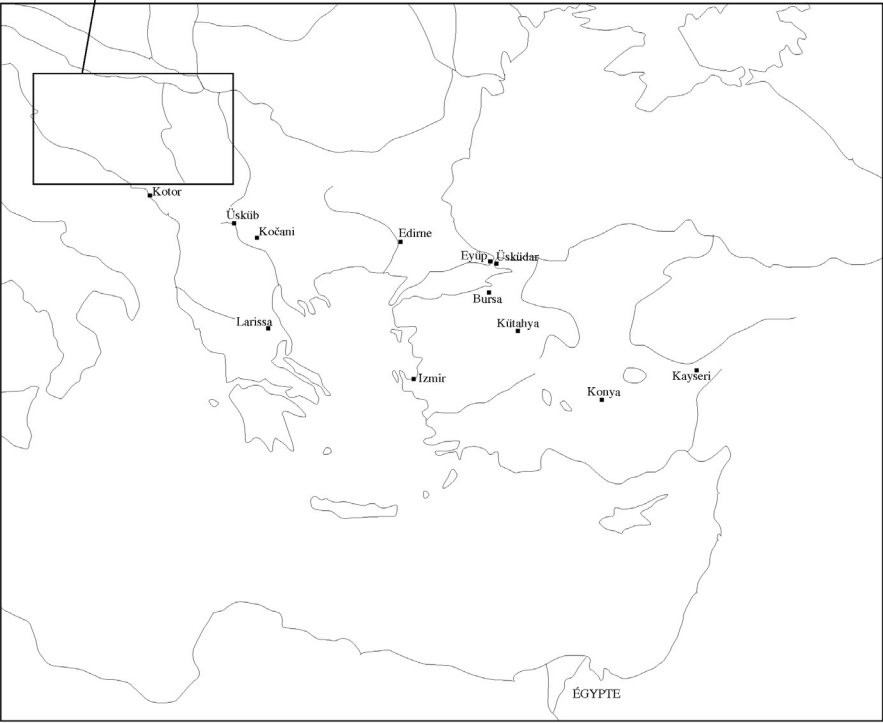 Kotor
Üsküb
Kočani
Edirne
Eyüp
Üsküdar
Bursa
Larissa
Kütahya
Izmir
Kayseri
Konya
ÉGYPTE